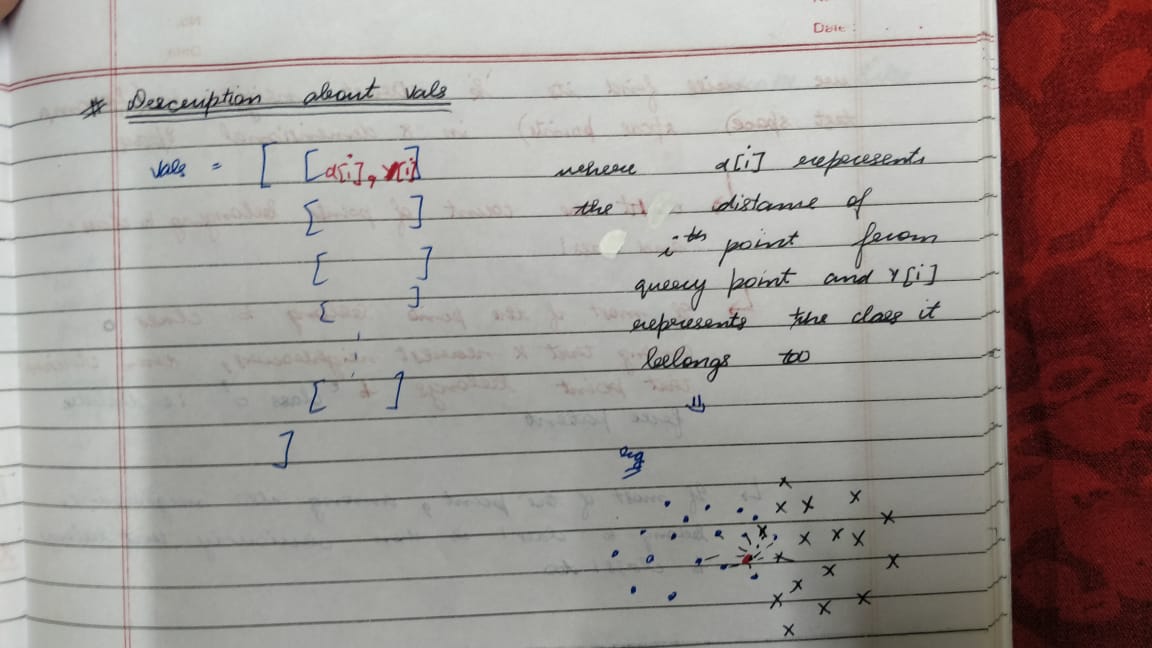 Date :
# Description about vals
vals = [ [d[i], Y[i]] where d[i] represents
[ ] the distance of
[ ] ith point from
[ ] query point and Y[i]
represents the class it
[ ] belongs too
]
eg